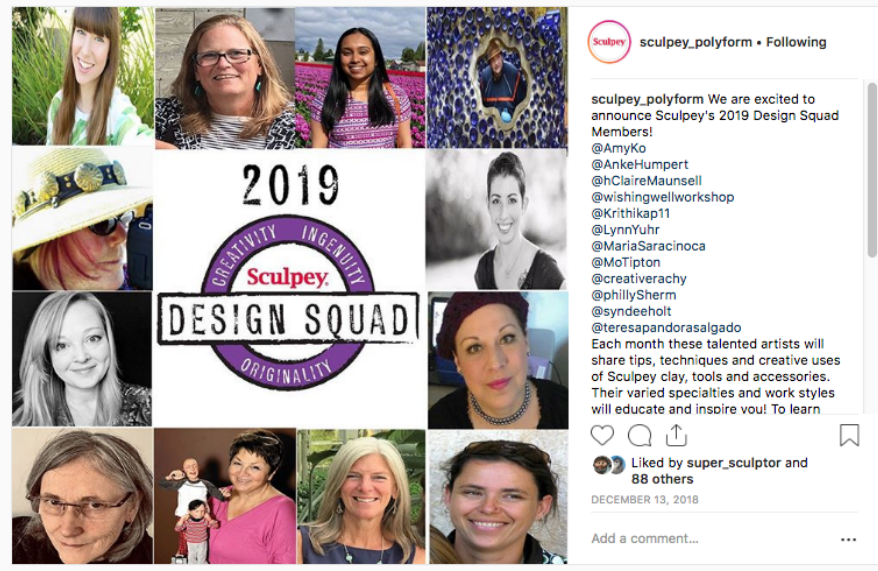 2019
CREATIVITY INGENUITY
Sculpey
DESIGN SQUAD
ORIGINALITY
Sculpey
sculpey_polyform • Following
sculpey_polyform We are excited to
announce Sculpey's 2019 Design Squad
Members!
@AmyKo
@AnkeHumpert
@hClaireMaunsell
@wishingwellworkshop
@Krithikap11
@LynnYuhr
@MariaSaracinoca
@MoTipton
@creativerachy
@phillySherm
@syndeeholt
@teresapandorasalgado
Each month these talented artists will
share tips, techniques and creative uses
of Sculpey clay, tools and accessories.
Their varied specialties and work styles
will educate and inspire you! To learn
Liked by super_sculptor and
88 others
DECEMBER 13, 2018
Add a comment...